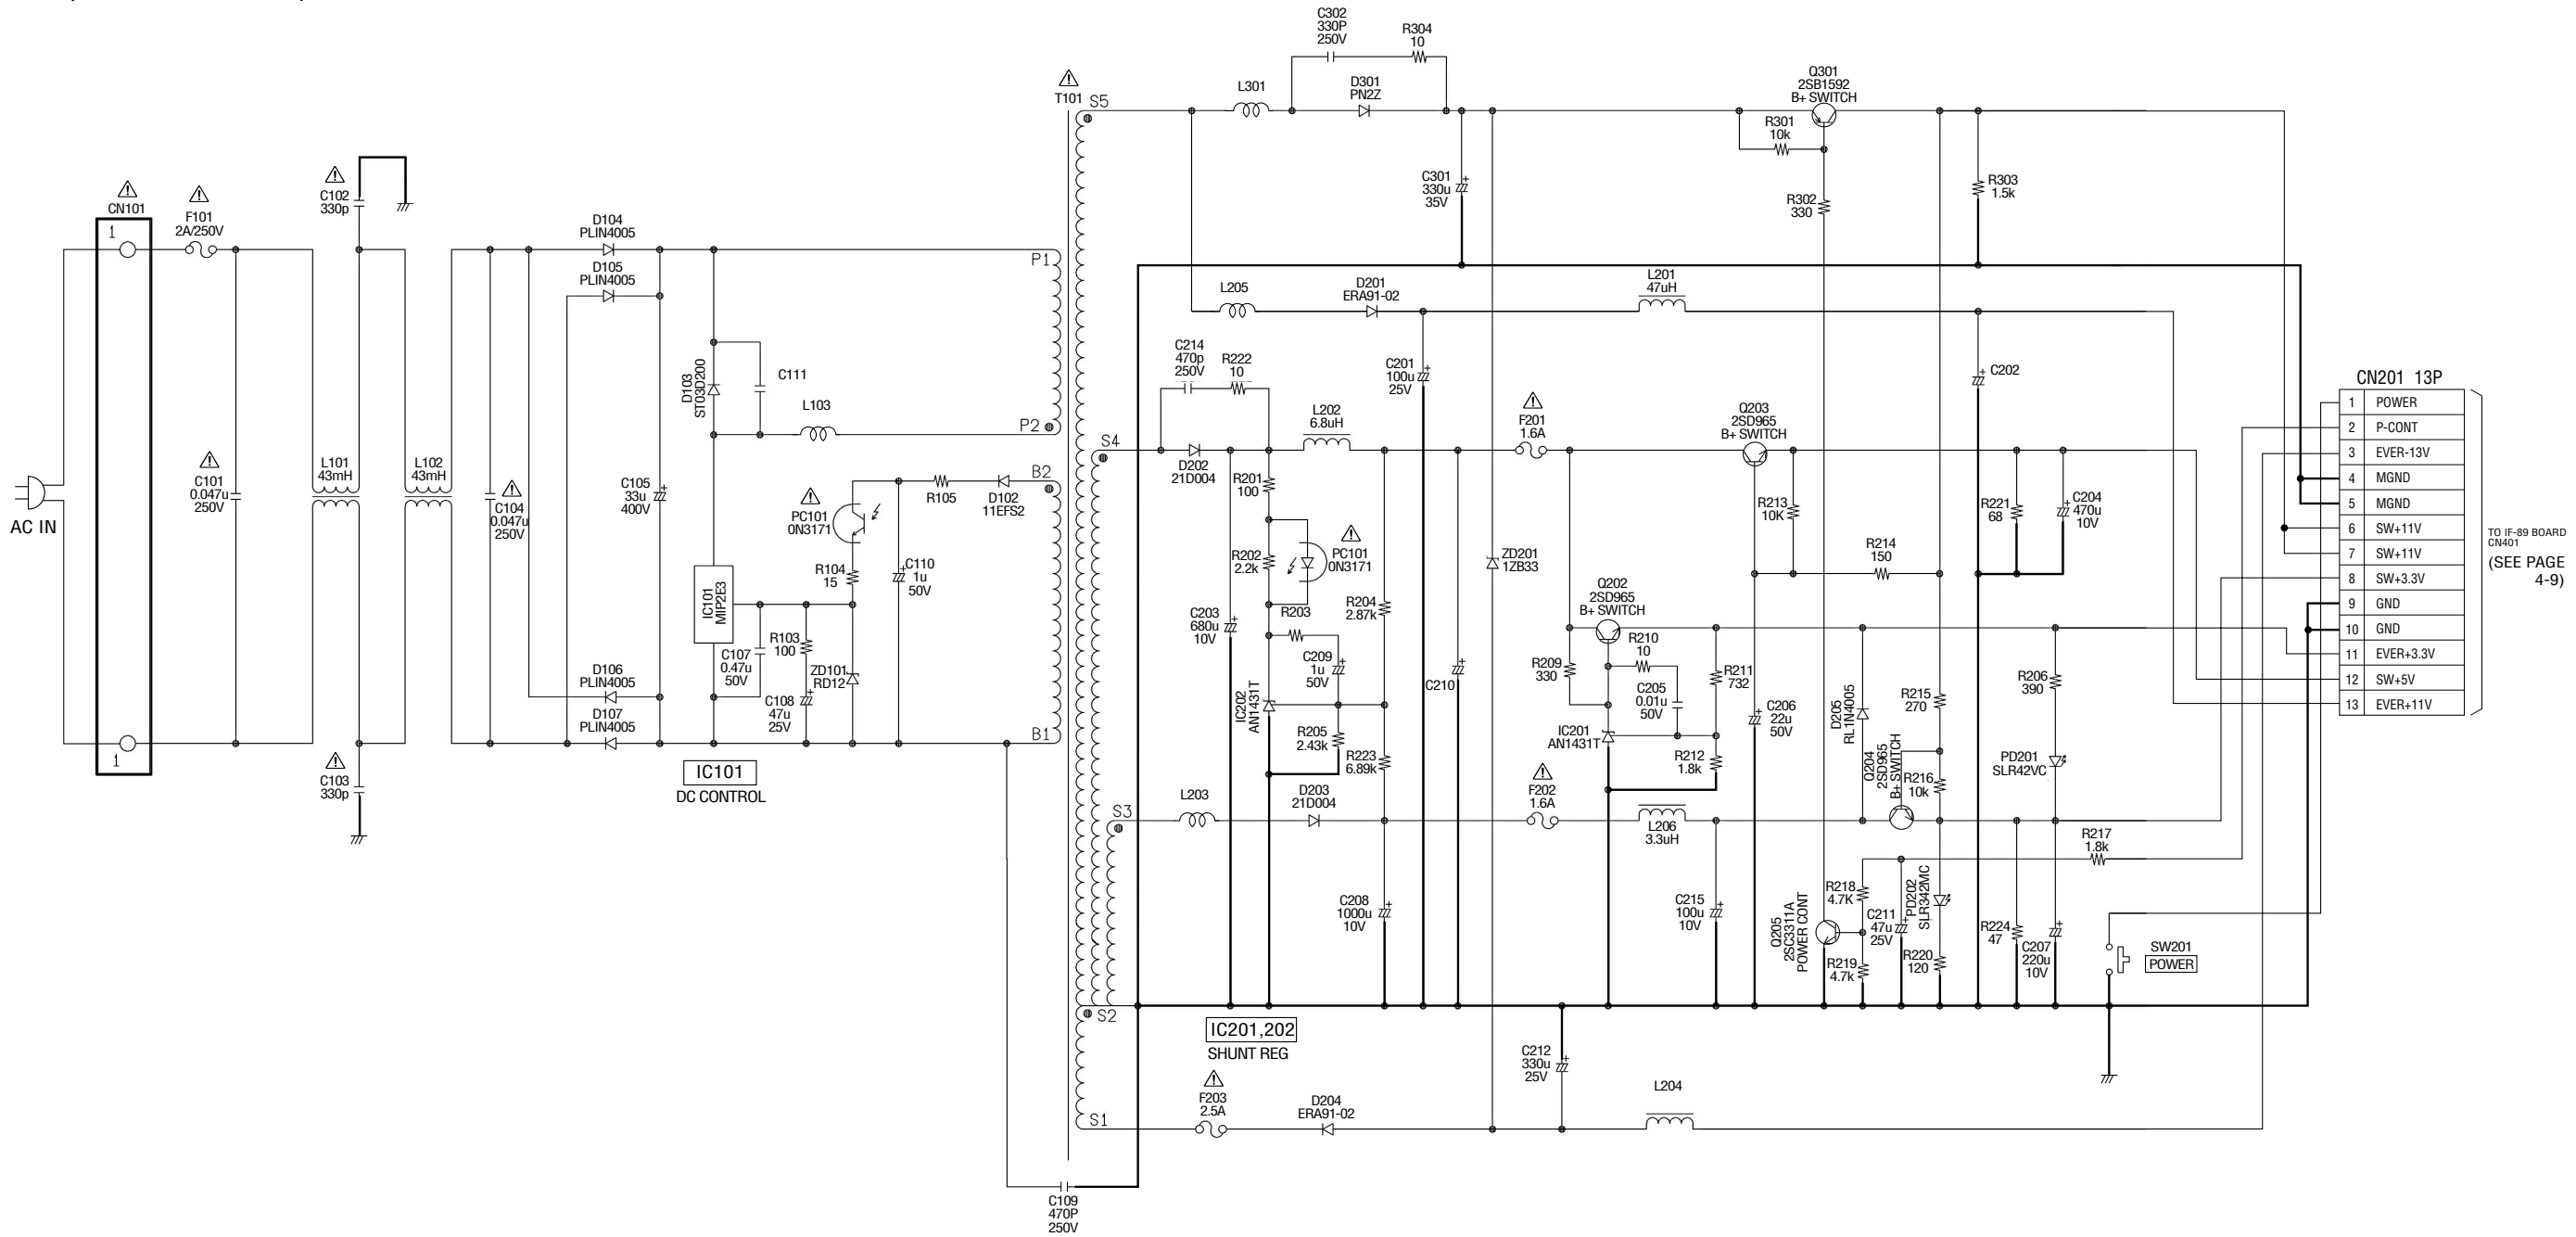 C302
330P
250V
R304
10
L301
D301
PN2Z
T101
S5
Q301
2SB1592
B+ SWITCH
R301
10k
C301
330u
35V
R302
330
R303
1.5k
CN101
1
1
F101
2A/250V
C102
330p
D104
PLIN4005
D105
PLIN4005
P1
L205
D201
ERA91-02
L201
47uH
D103
ST03D200
C111
L103
P2
C214
470p
250V
R222
10
C201
100u
25V
C202
CN201 13P
1 POWER
2 P-CONT
3 EVER-13V
4 MGND
5 MGND
6 SW+11V
7 SW+11V
8 SW+3.3V
9 GND
10 GND
11 EVER+3.3V
12 SW+5V
13 EVER+11V
TO IF-89 BOARD
CN401
(SEE PAGE
4-9)
AC IN
C101
0.047u
250V
L101
43mH
L102
43mH
C104
0.047u
250V
C105
33u
400V
PC101
0N3171
R105
D102
11EFS2
B2
S4
D202
21D004
R201
100
L202
6.8uH
F201
1.6A
Q203
2SD965
B+ SWITCH
R213
10K
R221
68
C204
470u
10V
R104
15
C110
1u
50V
IC101
MIP2E3
R202
2.2k
PC101
0N3171
ZD201
1ZB33
R214
150
C203
680u
10V
R203
R204
2.87k
Q202
2SD965
B+ SWITCH
R103
100
C107
0.47u
50V
ZD101
RD12
D106
PLIN4005
D107
PLIN4005
C108
47u
25V
B1
C209
1u
50V
IC202
AN1431T
C210
R209
330
R210
10
C205
0.01u
50V
R211
732
C206
22u
50V
D205
RL1N4005
R215
270
R206
390
R205
2.43k
R223
6.89k
IC201
AN1431T
R212
1.8k
Q204
2SD965
B+ SWITCH
R216
10k
PD201
SLR42VC
C103
330p
IC101
DC CONTROL
S3
L203
D203
21D004
F202
1.6A
L206
3.3uH
R217
1.8k
C208
1000u
10V
C215
100u
10V
Q205
2SC3311A
POWER CONT
R218
4.7K
C211
47u
25V
PD202
SLR342MC
R219
4.7k
R220
120
R224
47
C207
220u
10V
SW201
POWER
S2
IC201,202
SHUNT REG
C212
330u
25V
F203
2.5A
D204
ERA91-02
L204
S1
C109
470P
250V